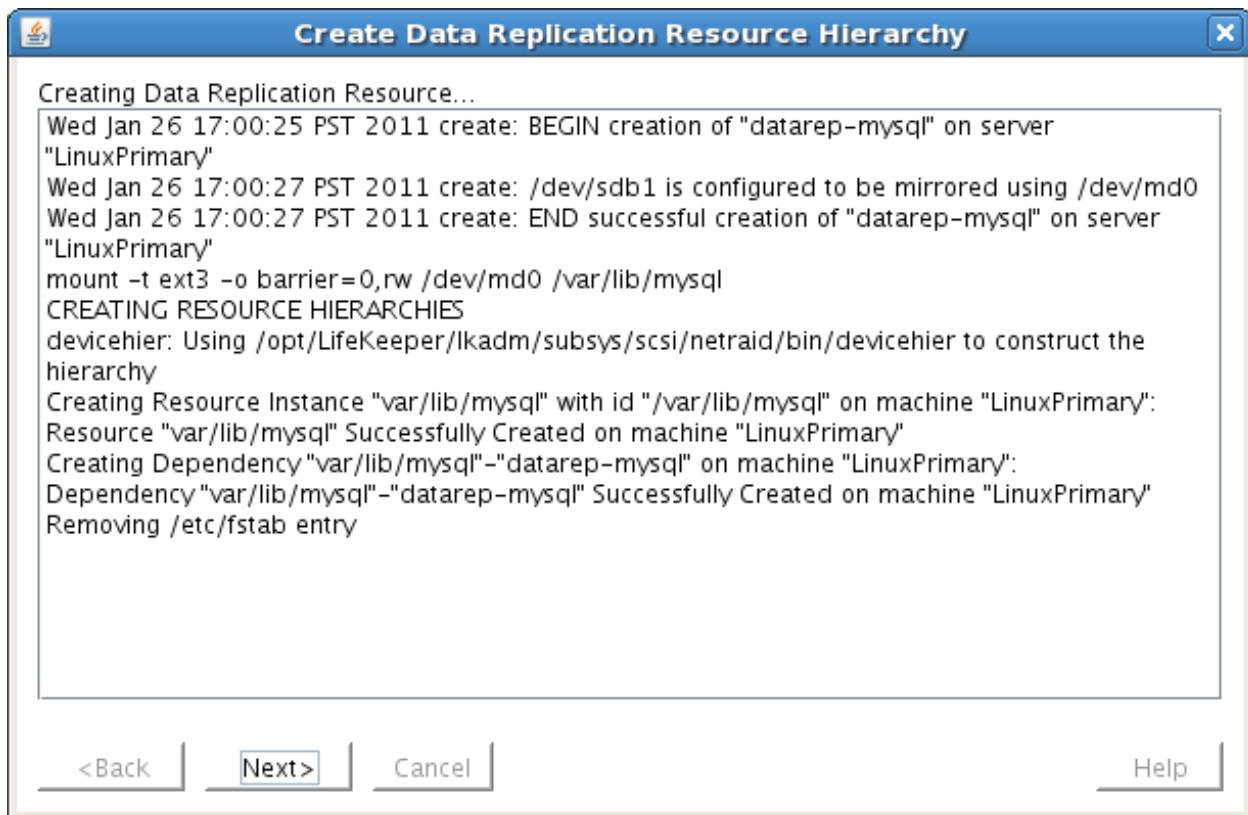 Create Data Replication Resource Hierarchy
Creating Data Replication Resource...
Wed Jan 26 17:00:25 PST 2011 create: BEGIN creation of "datarep-mysql" on server
"LinuxPrimary"
Wed Jan 26 17:00:27 PST 2011 create: /dev/sdb1 is configured to be mirrored using /dev/md0
Wed Jan 26 17:00:27 PST 2011 create: END successful creation of "datarep-mysql" on server
"LinuxPrimary"
mount -t ext3 -o barrier=0,rw /dev/md0 /var/lib/mysql
CREATING RESOURCE HIERARCHIES
devicehier: Using /opt/LifeKeeper/lkadm/subsys/scsi/netraid/bin/devicehier to construct the
hierarchy
Creating Resource Instance "var/lib/mysql" with id "/var/lib/mysql" on machine "LinuxPrimary":
Resource "var/lib/mysql" Successfully Created on machine "LinuxPrimary"
Creating Dependency "var/lib/mysql"-"datarep-mysql" on machine "LinuxPrimary":
Dependency "var/lib/mysql"-"datarep-mysql" Successfully Created on machine "LinuxPrimary"
Removing /etc/fstab entry
<Back Next> Cancel Help